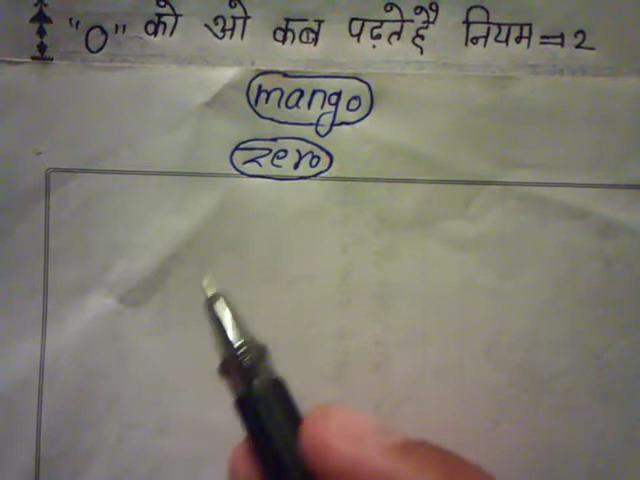 "O" को ओ कब पढ़ते है नियम = 2
mango
zero